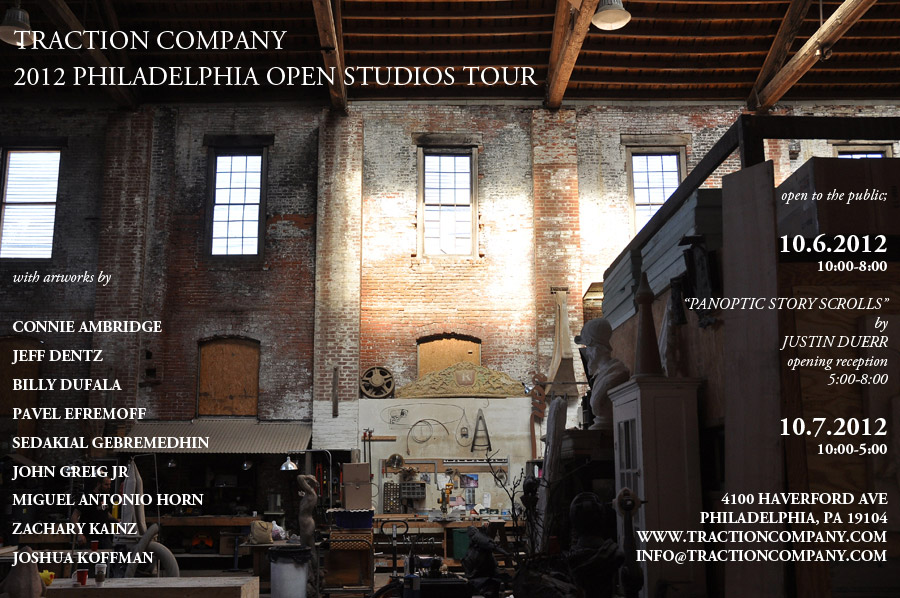 TRACTION COMPANY
2012 PHILADELPHIA OPEN STUDIOS TOUR
with artworks by
CONNIE AMBRIDGE
JEFF DENTZ
BILLY DUFALA
PAVEL EFREMOFF
SEDAKIAL GEBREMEDHIN
JOHN GREIG JR
MIGUEL ANTONIO HORN
ZACHARY KAINZ
JOSHUA KOFFMAN
open to the public;
10.6.2012
10:00-8:00
“PANOPTIC STORY SCROLLS”
by
JUSTIN DUERR
opening reception
5:00-8:00
10.7.2012
10:00-5:00
4100 HAVERFORD AVE
PHILADELPHIA, PA 19104
WWW.TRACTIONCOMPANY.COM
INFO@TRACTIONCOMPANY.COM